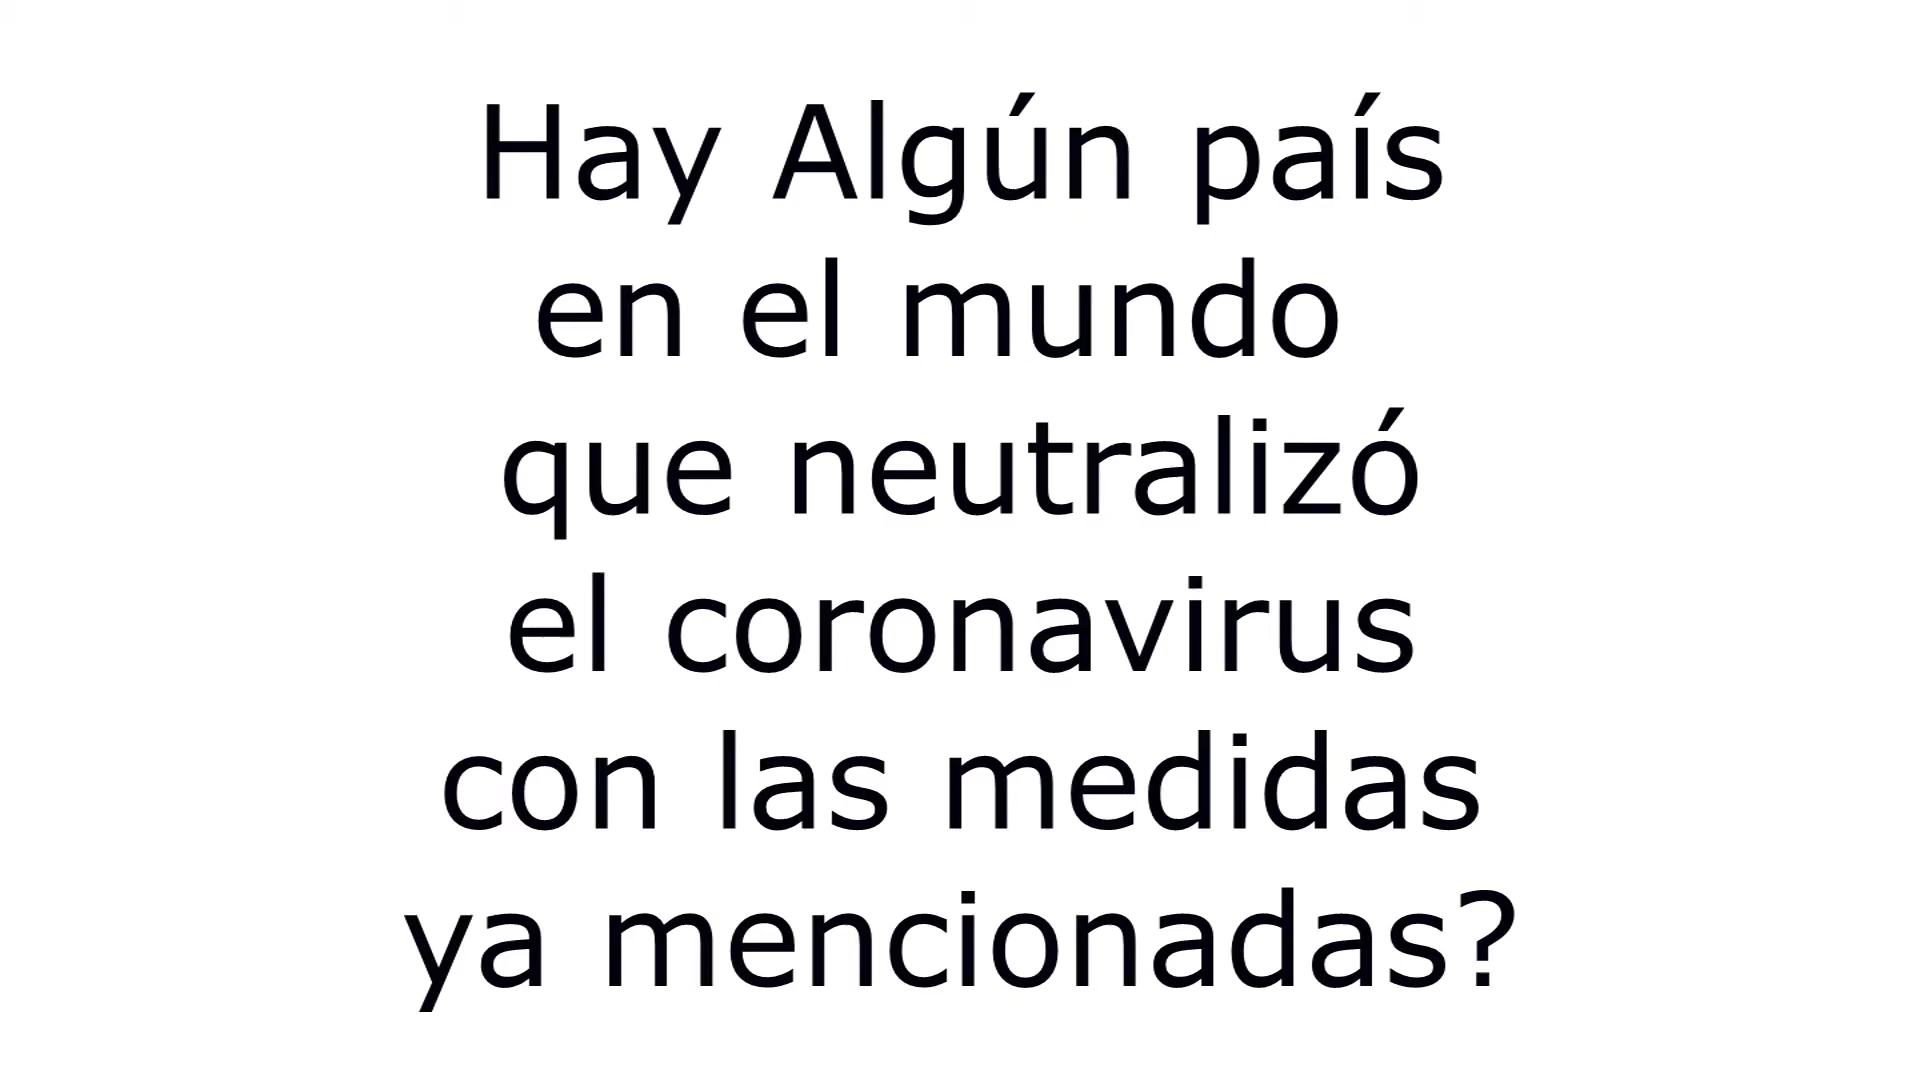 Hay Algún país
en el mundo
que neutralizó
el coronavirus
con las medidas
ya mencionadas?